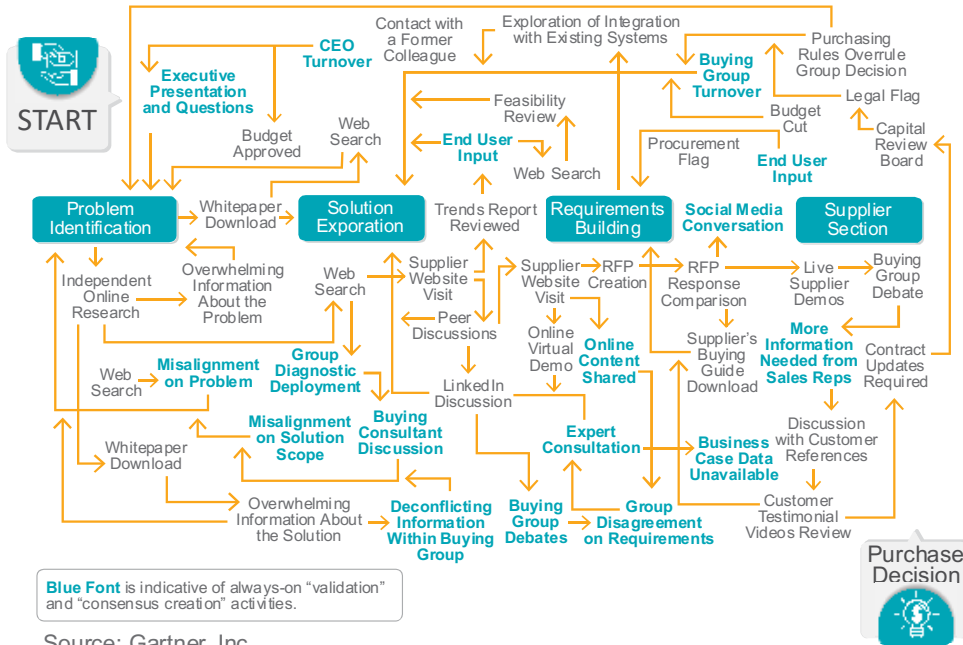 START
Executive
Presentation
and Questions
CEO
Turnover
Contact with
a Former
Colleague
Exploration of Integration
with Existing Systems
Buying
Group
Turnover
Purchasing
Rules Overrule
Group Decision
Budget
Approved
Web
Search
Feasibility
Review
End User
Input
Web Search
Procurement
Flag
Budget
Cut
Legal Flag
End User
Input
Capital
Review
Board
Problem
Identification
Whitepaper
Download
Solution
Exporation
Trends Report
Reviewed
Requirements
Building
Social Media
Conversation
Supplier
Section
Independent
Online
Research
Overwhelming
Information
About the
Problem
Web
Search
Supplier
Website
Visit
Peer
Discussions
Supplier
Website
Visit
RFP
Creation
RFP
Response
Comparison
Live
Supplier
Demos
Buying
Group
Debate
Web
Search
Misalignment
on Problem
Group
Diagnostic
Deployment
LinkedIn
Discussion
Online
Virtual
Demo
Online
Content
Shared
Supplier's
Buying
Guide
Download
More
Information
Needed from
Sales Reps
Contract
Updates
Required
Whitepaper
Download
Misalignment
on Solution
Scope
Buying
Consultant
Discussion
Expert
Consultation
Business
Case Data
Unavailable
Discussion
with Customer
References
Overwhelming
Information About
the Solution
Deconflicting
Information
Within Buying
Group
Buying
Group
Debates
Group
Disagreement
on Requirements
Customer
Testimonial
Videos Review
Purchase
Decision
Blue Font is indicative of always-on “validation”
and “consensus creation” activities.
Source: Gartner, Inc